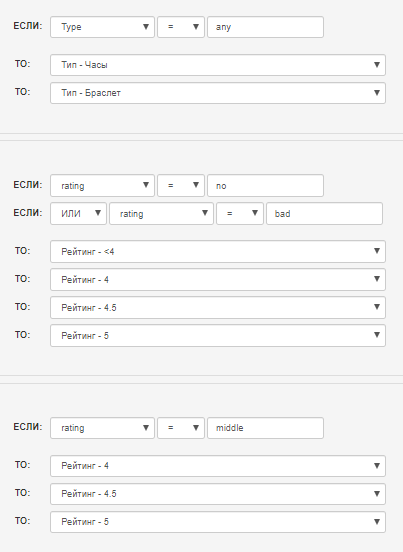 ЕСЛИ: Type = any
ТО: Тип - Часы
ТО: Тип - Браслет
ЕСЛИ: rating = no
ЕСЛИ: ИЛИ rating = bad
ТО: Рейтинг - <4
ТО: Рейтинг - 4
ТО: Рейтинг - 4.5
ТО: Рейтинг - 5
ЕСЛИ: rating = middle
ТО: Рейтинг - 4
ТО: Рейтинг - 4.5
ТО: Рейтинг - 5